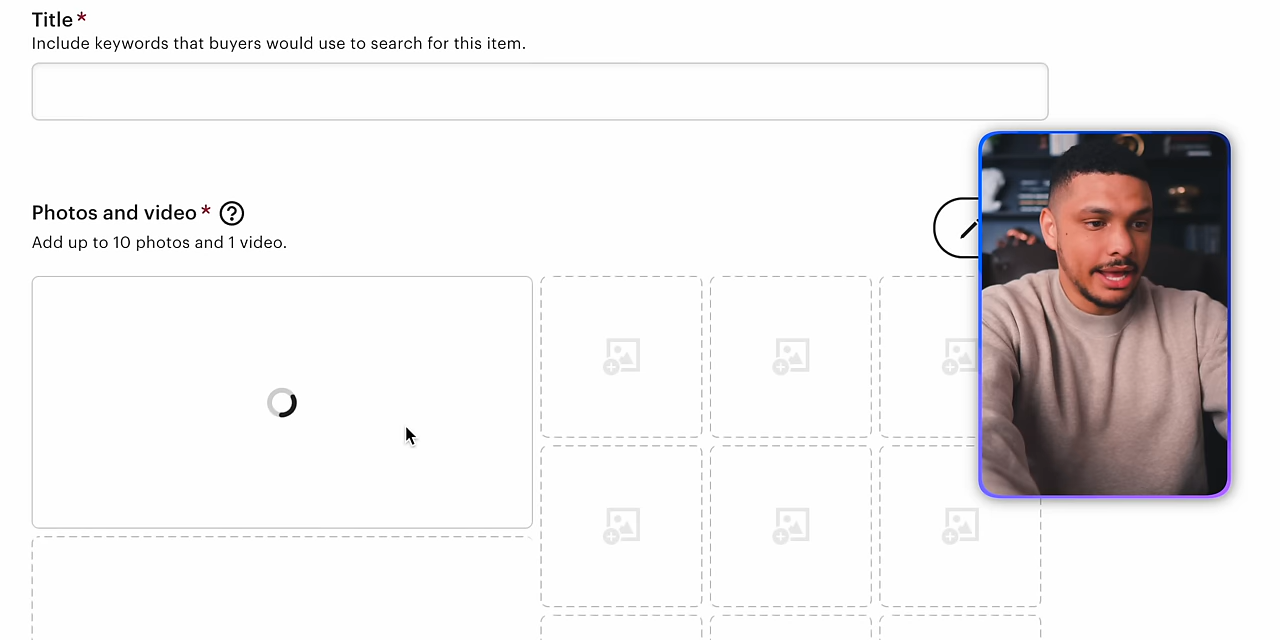 Title *
Include keywords that buyers would use to search for this item.
Photos and video * ?
Add up to 10 photos and 1 video.